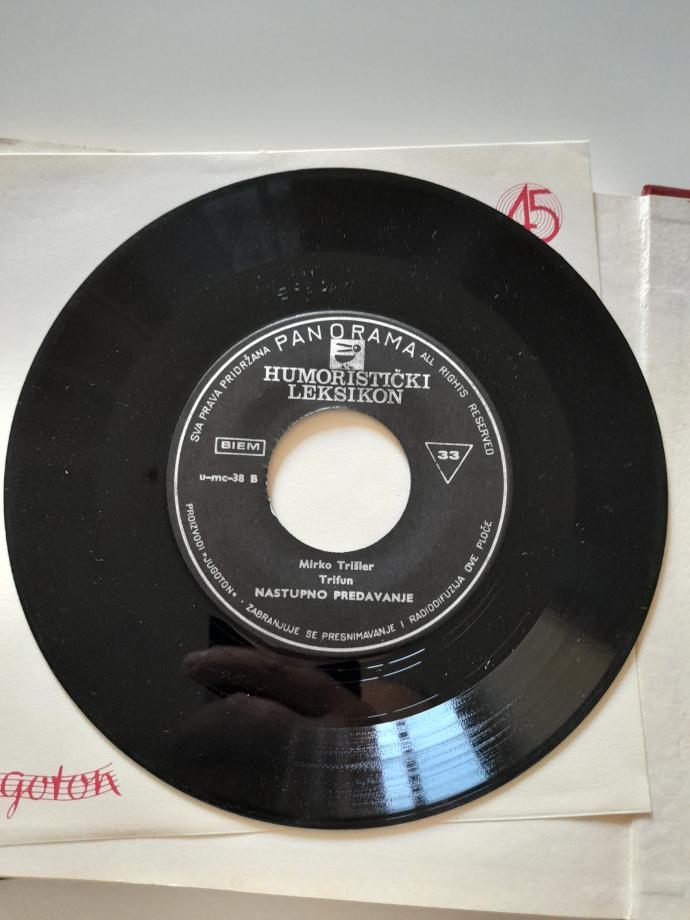 45
PANORAMA
SVA PRAVA PRIDRŽANA
ALL RIGHTS RESERVED
HUMORISTIČKI
LEKSIKON
BIEM
33
u-mc-38 B
Mirko Trišler
Trifun
NASTUPNO PREDAVANJE
PROIZVODI »JUGOTON« · ZABRANJUJE SE PRESNIMAVANJE I RADIODIFUZIJA OVE PLOČE
goton